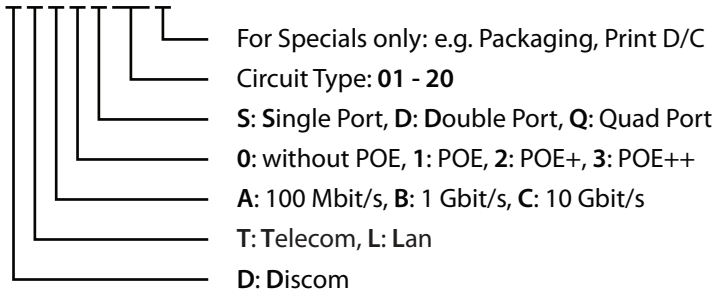 For Specials only: e.g. Packaging, Print D/C
Circuit Type: 01 - 20
S: Single Port, D: Double Port, Q: Quad Port
0: without POE, 1: POE, 2: POE+, 3: POE++
A: 100 Mbit/s, B: 1 Gbit/s, C: 10 Gbit/s
T: Telecom, L: Lan
D: Discom